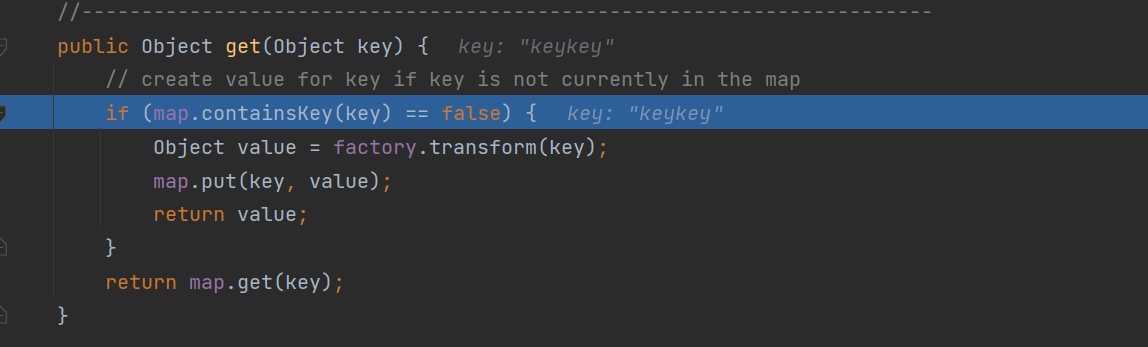 //-----------------------------------------------------------------------
public Object get(Object key) {   key: "keykey"
    // create value for key if key is not currently in the map
    if (map.containsKey(key) == false) {   key: "keykey"
        Object value = factory.transform(key);
        map.put(key, value);
        return value;
    }
    return map.get(key);
}